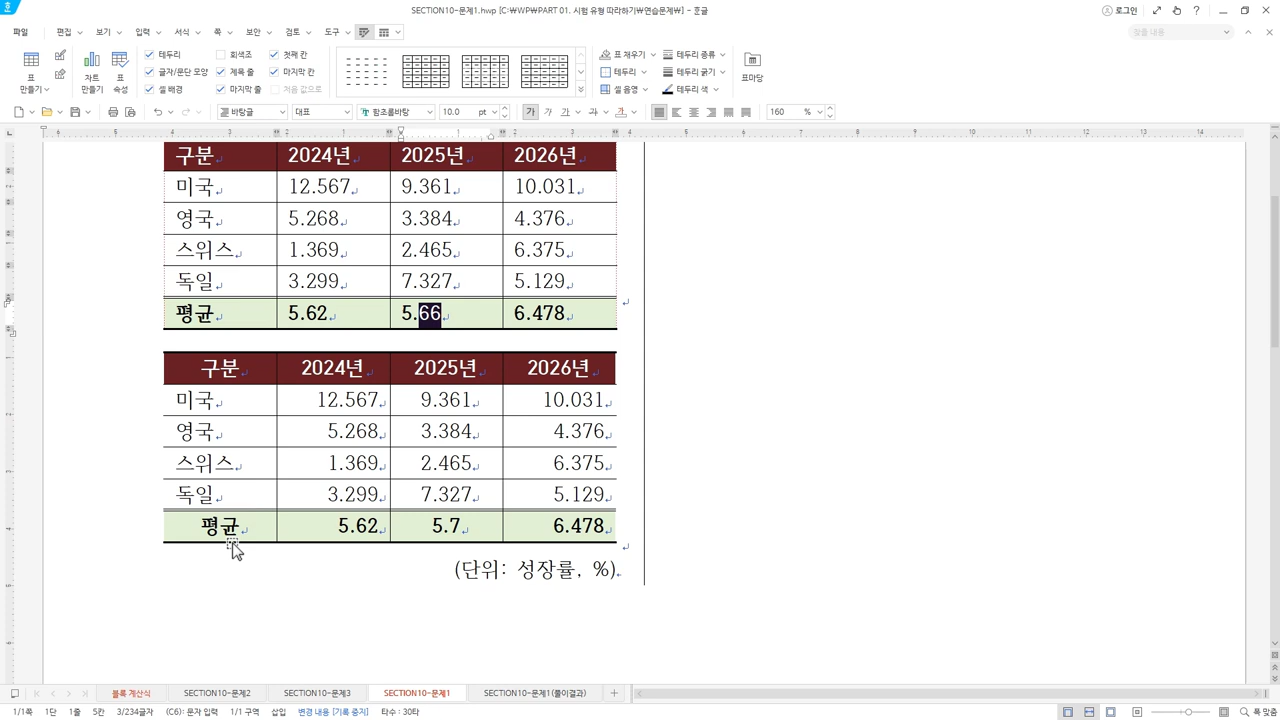 SECTION10-문제1.hwp [C:₩WP₩PART 01. 시험 유형 따라하기₩연습문제₩] - 호글
로그인
파일 편집 보기 입력 서식 쪽 보안 검토 도구
찾을 내용
표 만들기
차트 만들기
표 속성
테두리 회색조 첫째 칸
글자/문단 모양 제목 줄 마지막 칸
셀 배경 마지막 줄 처음 값으로
표 채우기 테두리 종류
테두리 테두리 굵기
셀 음영 테두리 색
표마당
바탕글 대표 함초롬바탕 10.0 pt 가 가 가 가 가 160 %
구분 2024년 2025년 2026년
미국 12.567 9.361 10.031
영국 5.268 3.384 4.376
스위스 1.369 2.465 6.375
독일 3.299 7.327 5.129
평균 5.62 5.66 6.478
구분 2024년 2025년 2026년
미국 12.567 9.361 10.031
영국 5.268 3.384 4.376
스위스 1.369 2.465 6.375
독일 3.299 7.327 5.129
평균 5.62 5.7 6.478
(단위: 성장률, %)
블록 계산식 SECTION10-문제2 SECTION10-문제3 SECTION10-문제1 SECTION10-문제1(풀이결과)
1/1쪽 1단 1줄 5칸 3/234글자 (C6): 문자 입력 1/1 구역 삽입 변경 내용 [기록 중지] 타수 : 30타 폭 맞춤